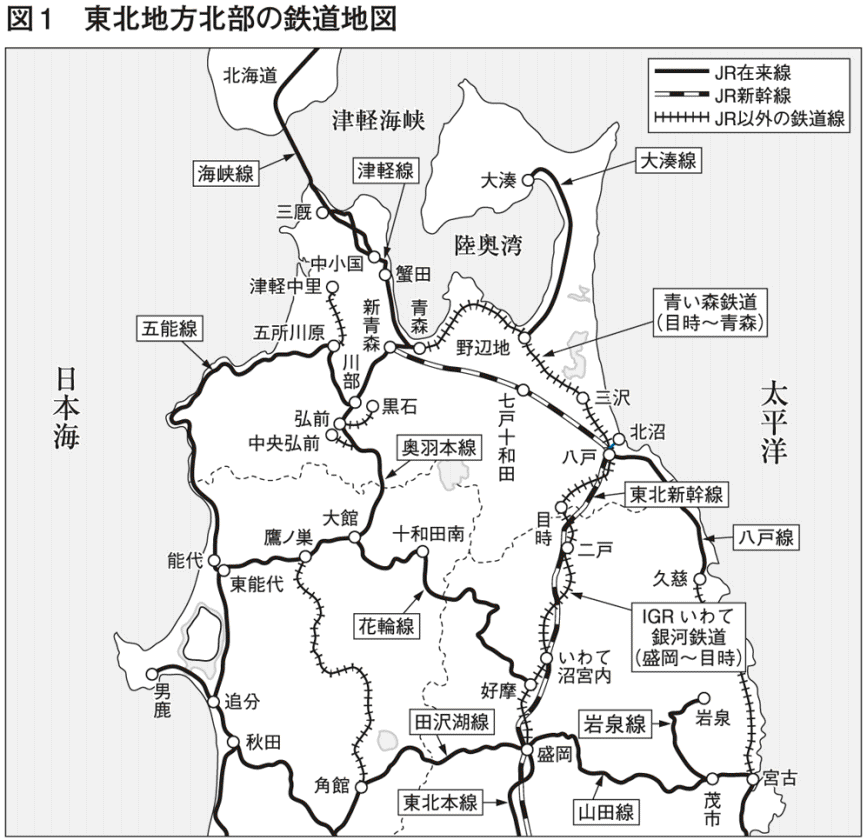 図1　東北地方北部の鉄道地図
北海道
JR在来線
JR新幹線
JR以外の鉄道線
津軽海峡
海峡線
津軽線
大湊
大湊線
三厩
陸奥湾
中小国
蟹田
津軽中里
新青森
青森
青い森鉄道
(目時〜青森)
五能線
五所川原
野辺地
川部
日本海
三沢
太平洋
黒石
七戸十和田
弘前
北沼
中央弘前
奥羽本線
八戸
東北新幹線
大館
十和田南
目時
鷹ノ巣
八戸線
二戸
能代
東能代
久慈
花輪線
IGRいわて
銀河鉄道
(盛岡〜目時)
いわて
沼宮内
男鹿
好摩
追分
田沢湖線
岩泉線
岩泉
秋田
盛岡
角館
東北本線
山田線
茂市
宮古